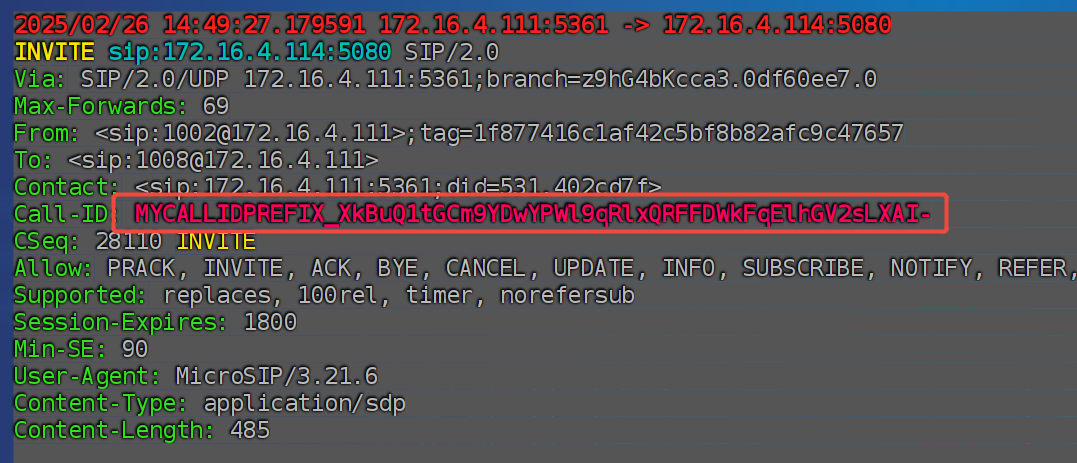 2025/02/26 14:49:27.179591 172.16.4.111:5361 -> 172.16.4.114:5080
INVITE sip:172.16.4.114:5080 SIP/2.0
Via: SIP/2.0/UDP 172.16.4.111:5361;branch=z9hG4bKcca3.0df60ee7.0
Max-Forwards: 69
From: <sip:1002@172.16.4.111>;tag=1f877416c1af42c5bf8b82afc9c47657
To: <sip:1008@172.16.4.111>
Contact: <sip:172.16.4.111:5361;did=531.402cd7f>
Call-ID: MYCALLIDPREFIX_XkBuQ1tGCm9YDwYPWl9qRlxQRFFDWkFqElhGV2sLXAI-
CSeq: 28110 INVITE
Allow: PRACK, INVITE, ACK, BYE, CANCEL, UPDATE, INFO, SUBSCRIBE, NOTIFY, REFER,
Supported: replaces, 100rel, timer, norefersub
Session-Expires: 1800
Min-SE: 90
User-Agent: MicroSIP/3.21.6
Content-Type: application/sdp
Content-Length: 485